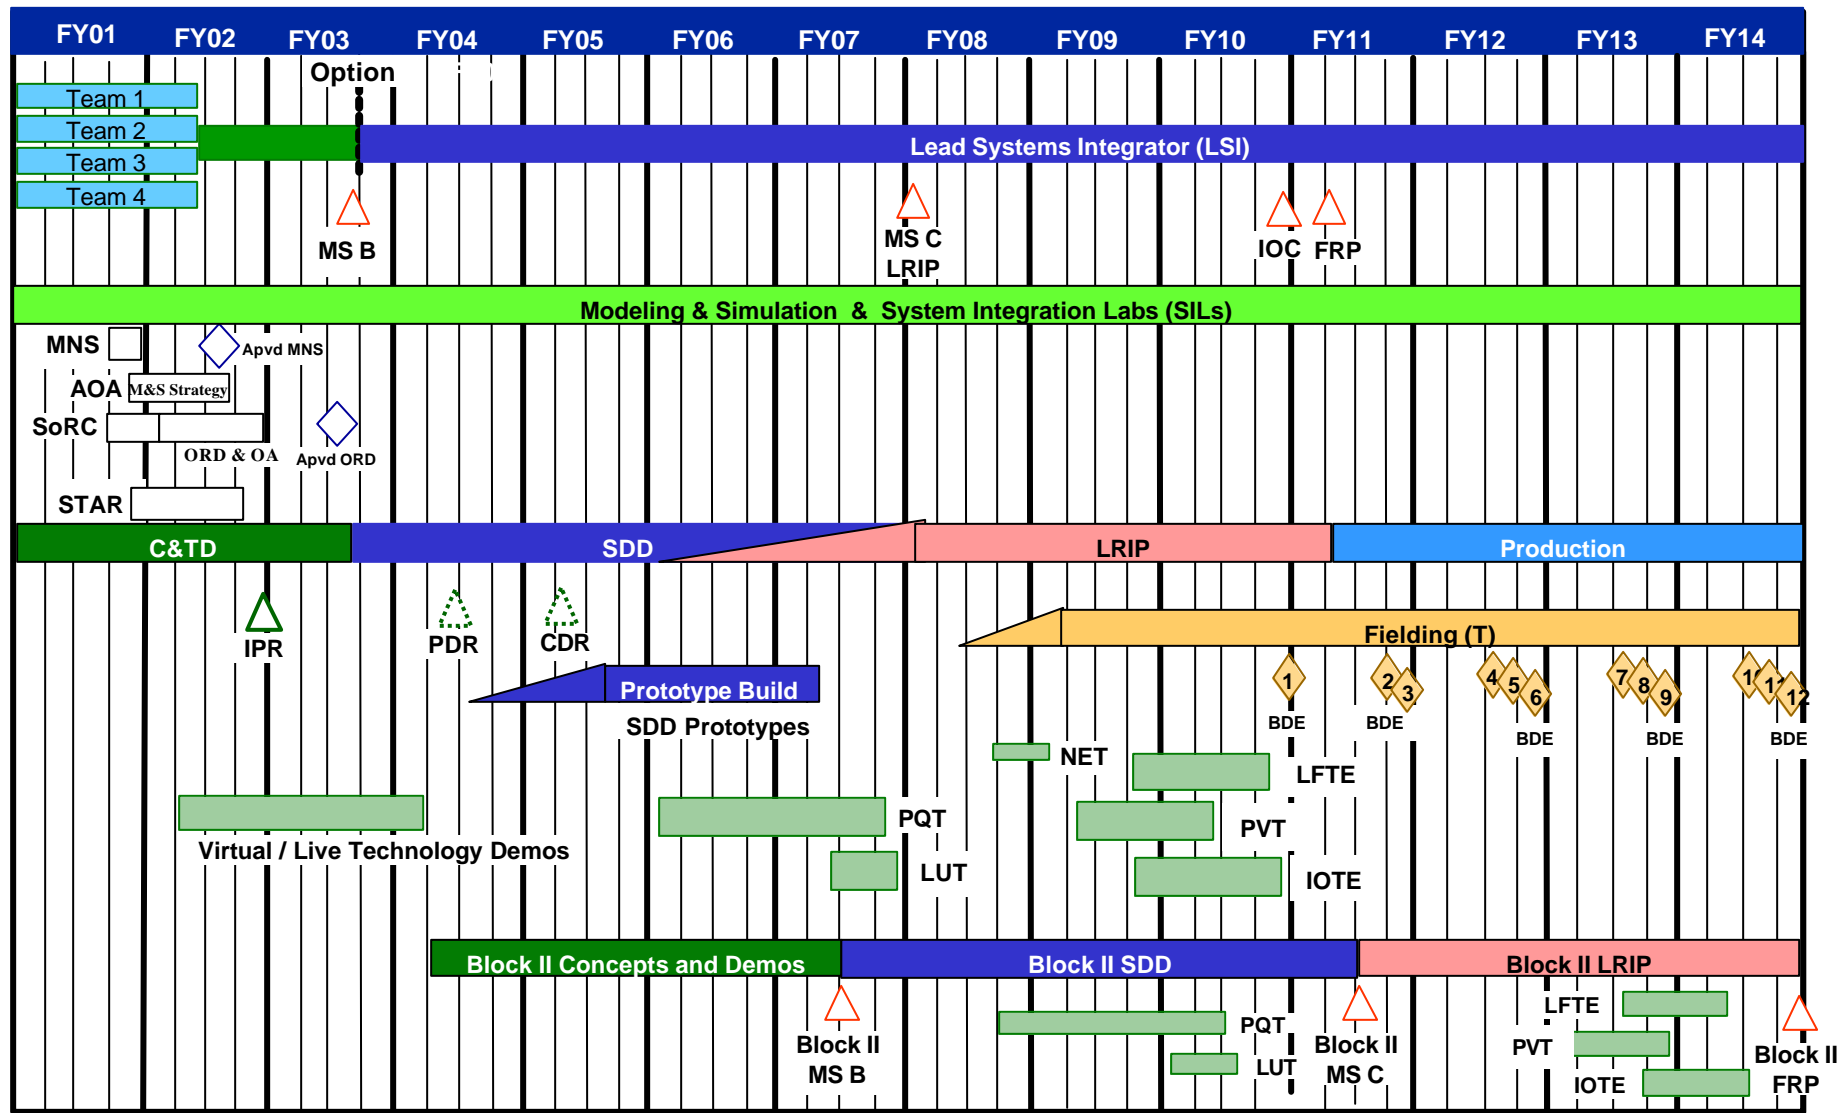 FY01 FY02 FY03 FY04 FY05 FY06 FY07 FY08 FY09 FY10 FY11 FY12 FY13 FY14
Option
Team 1
Team 2
Team 3
Team 4
Lead Systems Integrator (LSI)
MS B
MS C
LRIP
IOC
FRP
Modeling & Simulation & System Integration Labs (SILs)
MNS
Apvd MNS
AOA
M&S Strategy
SoRC
ORD & OA
Apvd ORD
STAR
C&TD
SDD
LRIP
Production
IPR
PDR
CDR
Fielding (T)
Prototype Build
SDD Prototypes
1
BDE
2
3
BDE
4
5
6
BDE
7
8
9
BDE
10
11
12
BDE
NET
LFTE
PQT
PVT
Virtual / Live Technology Demos
LUT
IOTE
Block II Concepts and Demos
Block II SDD
Block II LRIP
Block II
MS B
PQT
LUT
Block II
MS C
LFTE
PVT
IOTE
Block II
FRP